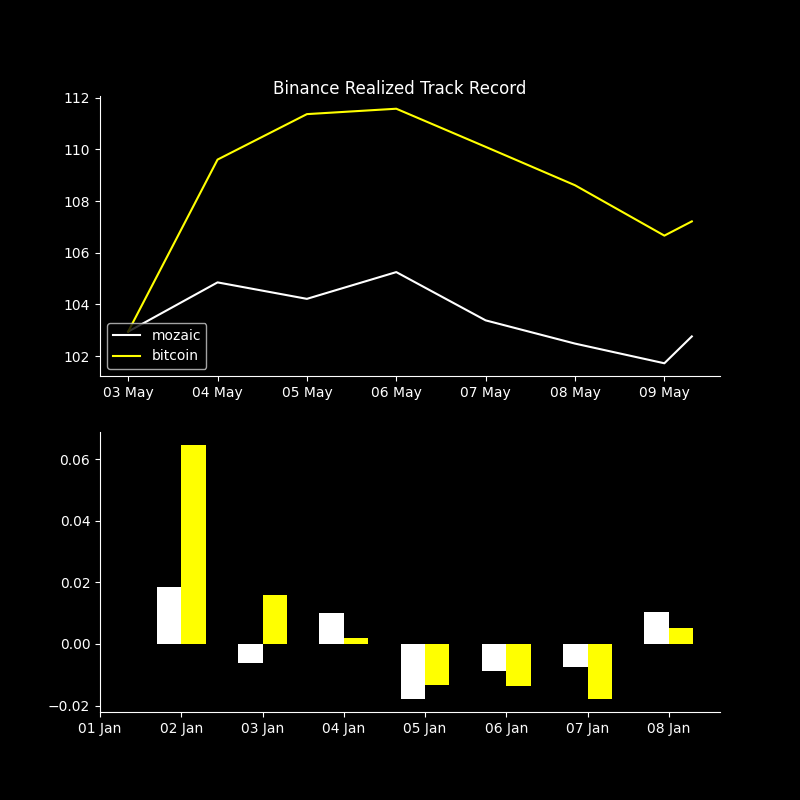 Binance Realized Track Record
112
110
108
106
104
102
mozaic
bitcoin
03 May 04 May 05 May 06 May 07 May 08 May 09 May
0.06
0.04
0.02
0.00
−0.02
01 Jan 02 Jan 03 Jan 04 Jan 05 Jan 06 Jan 07 Jan 08 Jan